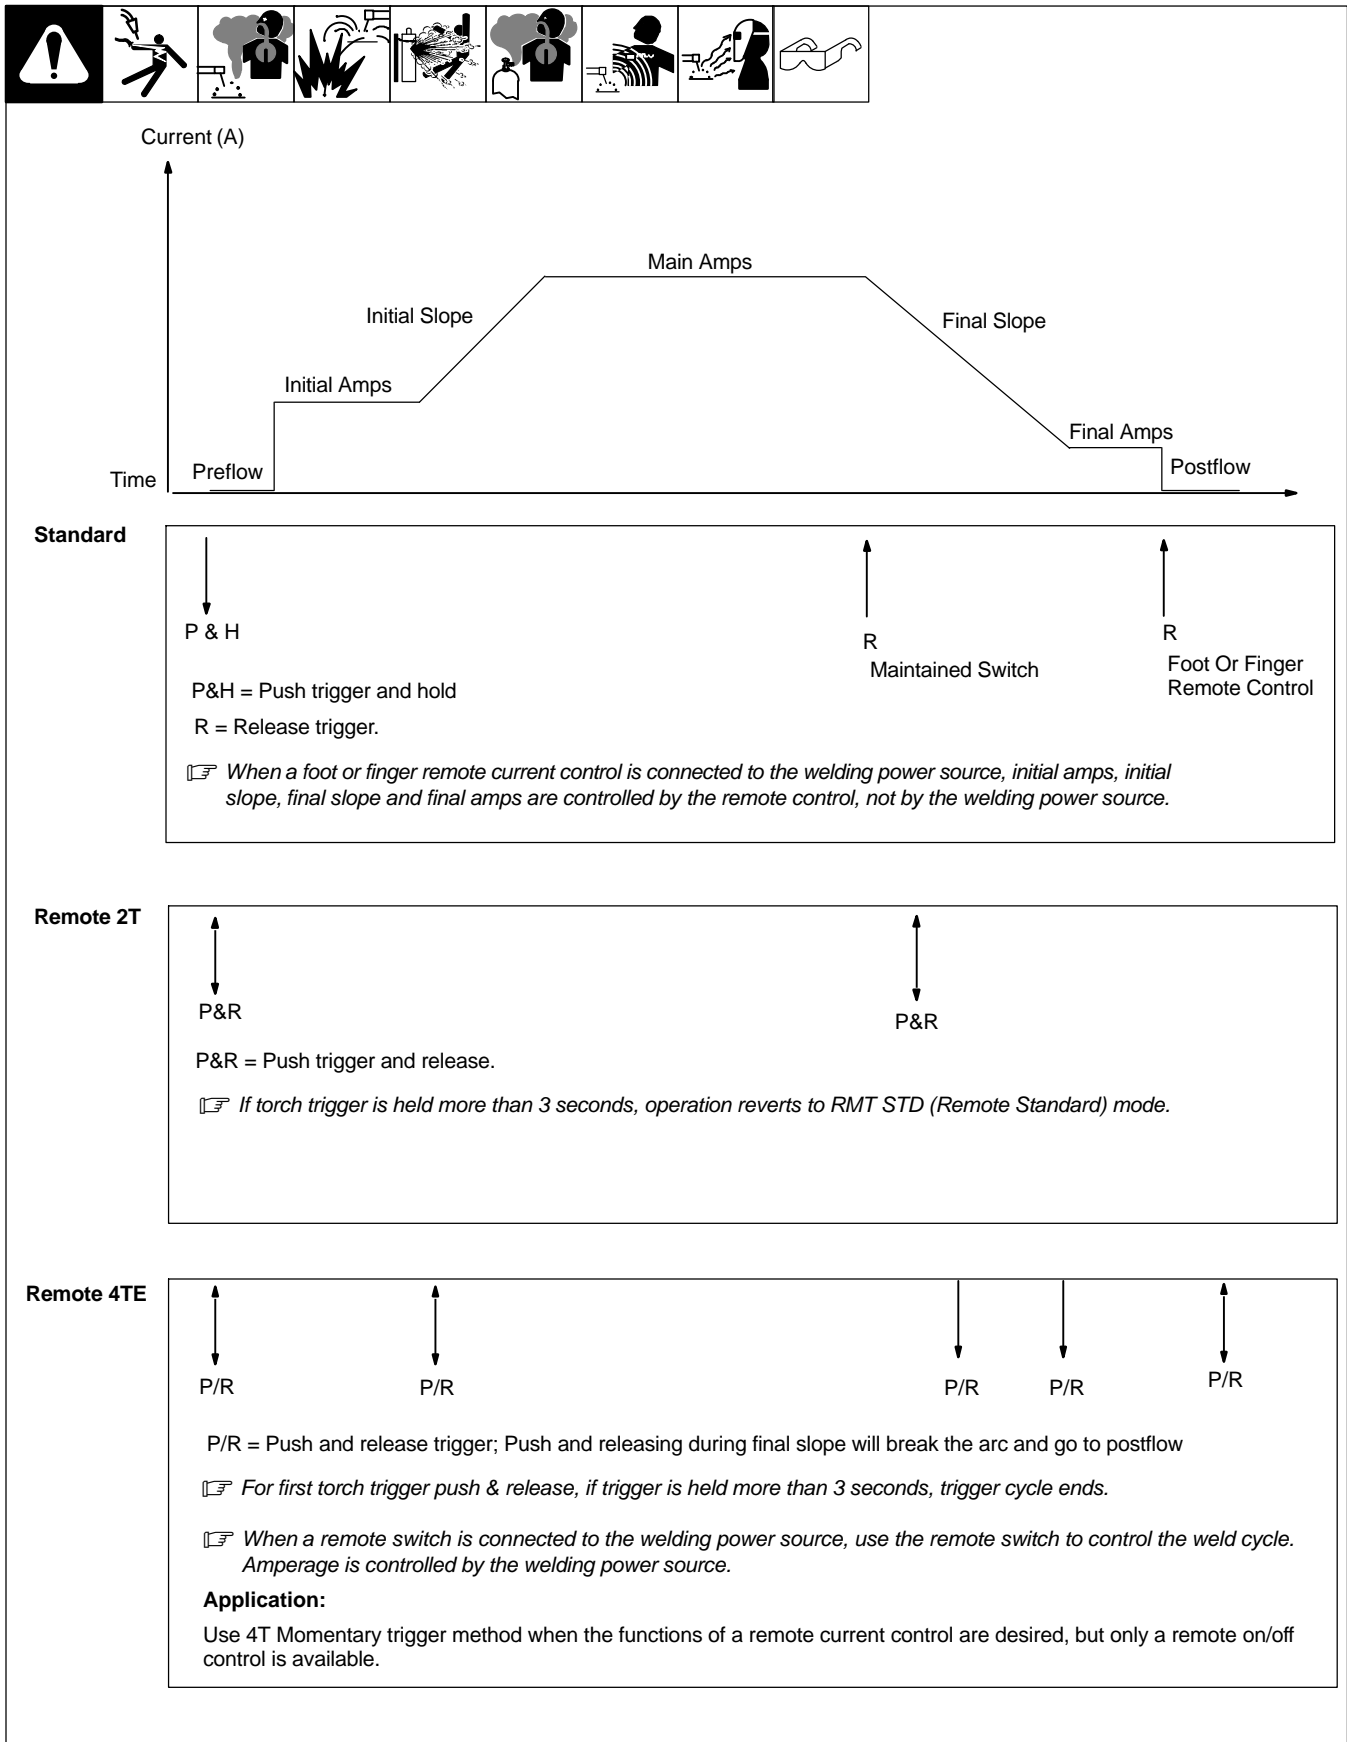 Current (A)
Main Amps
Initial Slope
Final Slope
Initial Amps
Final Amps
Time
Preflow
Postflow
Standard
P & H
R
Maintained Switch
R
Foot Or Finger
Remote Control
P&H = Push trigger and hold
R = Release trigger.
When a foot or finger remote current control is connected to the welding power source, initial amps, initial
slope, final slope and final amps are controlled by the remote control, not by the welding power source.
Remote 2T
P&R
P&R
P&R = Push trigger and release.
If torch trigger is held more than 3 seconds, operation reverts to RMT STD (Remote Standard) mode.
Remote 4TE
P/R
P/R
P/R
P/R
P/R
P/R = Push and release trigger; Push and releasing during final slope will break the arc and go to postflow
For first torch trigger push & release, if trigger is held more than 3 seconds, trigger cycle ends.
When a remote switch is connected to the welding power source, use the remote switch to control the weld cycle.
Amperage is controlled by the welding power source.
Application:
Use 4T Momentary trigger method when the functions of a remote current control are desired, but only a remote on/off
control is available.